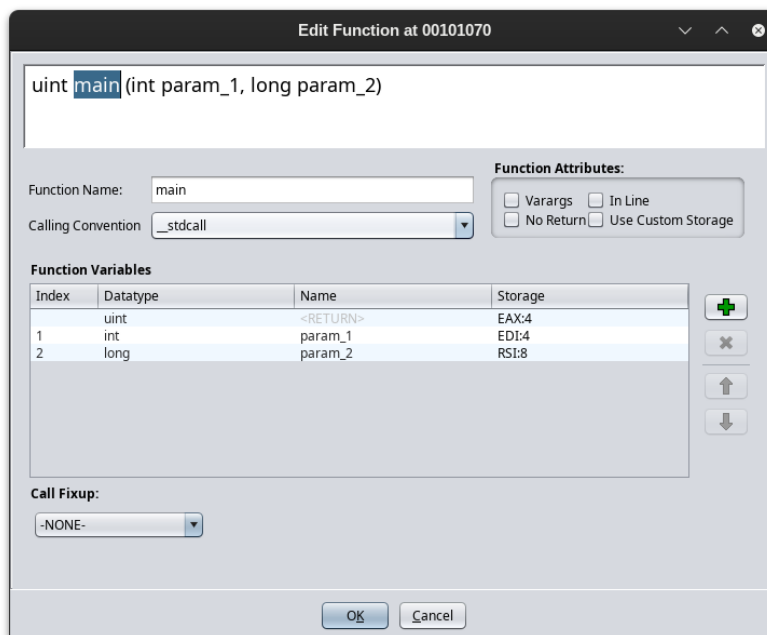 Edit Function at 00101070
uint main (int param_1, long param_2)
Function Attributes:
Function Name: main
Varargs In Line
Calling Convention __stdcall
No Return Use Custom Storage
Function Variables
Index Datatype Name Storage
uint <RETURN> EAX:4
1 int param_1 EDI:4
2 long param_2 RSI:8
Call Fixup:
-NONE-
OK Cancel